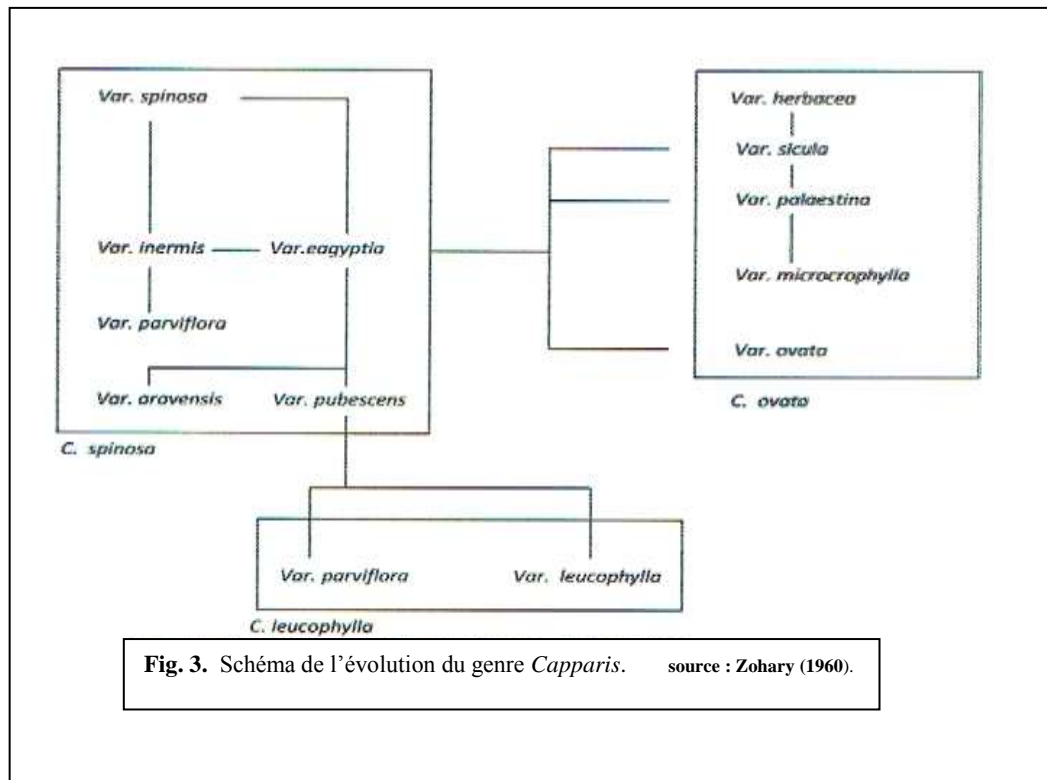 Var. spinosa
Var. inermis
Var.eagyptia
Var. parviflora
Var. aravensis
Var. pubescens
C. spinosa
Var. herbacea
Var. sicula
Var. palaestina
Var. microcrophylla
Var. ovata
C. ovata
Var. parviflora
Var. leucophylla
C. leucophylla
Fig. 3. Schéma de l'évolution du genre Capparis. source : Zohary (1960).